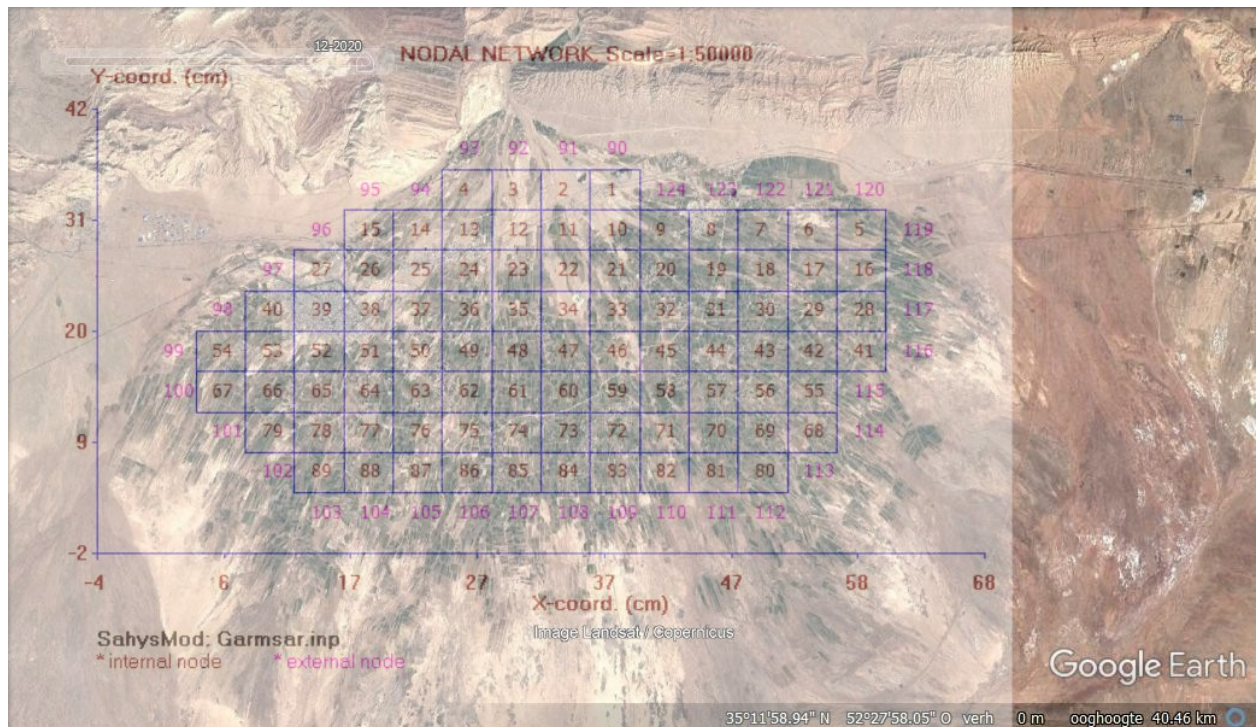 12-2020
NODAL NETWORK, Scale=1:50000
Y-coord. (cm)
42
93 92 91 90
95 94 4 3 2 1 124 123 122 121 120
31
96 15 14 13 12 11 10 9 8 7 6 5 119
97 27 26 25 24 23 22 21 20 19 18 17 16 118
98 40 39 38 37 36 35 34 33 32 31 30 29 28 117
20
99 54 53 52 51 50 49 48 47 46 45 44 43 42 41 116
100 67 66 65 64 63 62 61 60 59 58 57 56 55 115
101 79 78 77 76 75 74 73 72 71 70 69 68 114
9
102 89 88 87 86 85 84 83 82 81 80 113
103 104 105 106 107 108 109 110 111 112
-2
-4 6 17 27 37 47 58 68
X-coord. (cm)
Image Landsat / Copernicus
SahysMod; Garmsar.inp
* internal node * external node
Google Earth
35°11'58.94" N 52°27'58.05" O verh 0 m ooghoogte 40.46 km